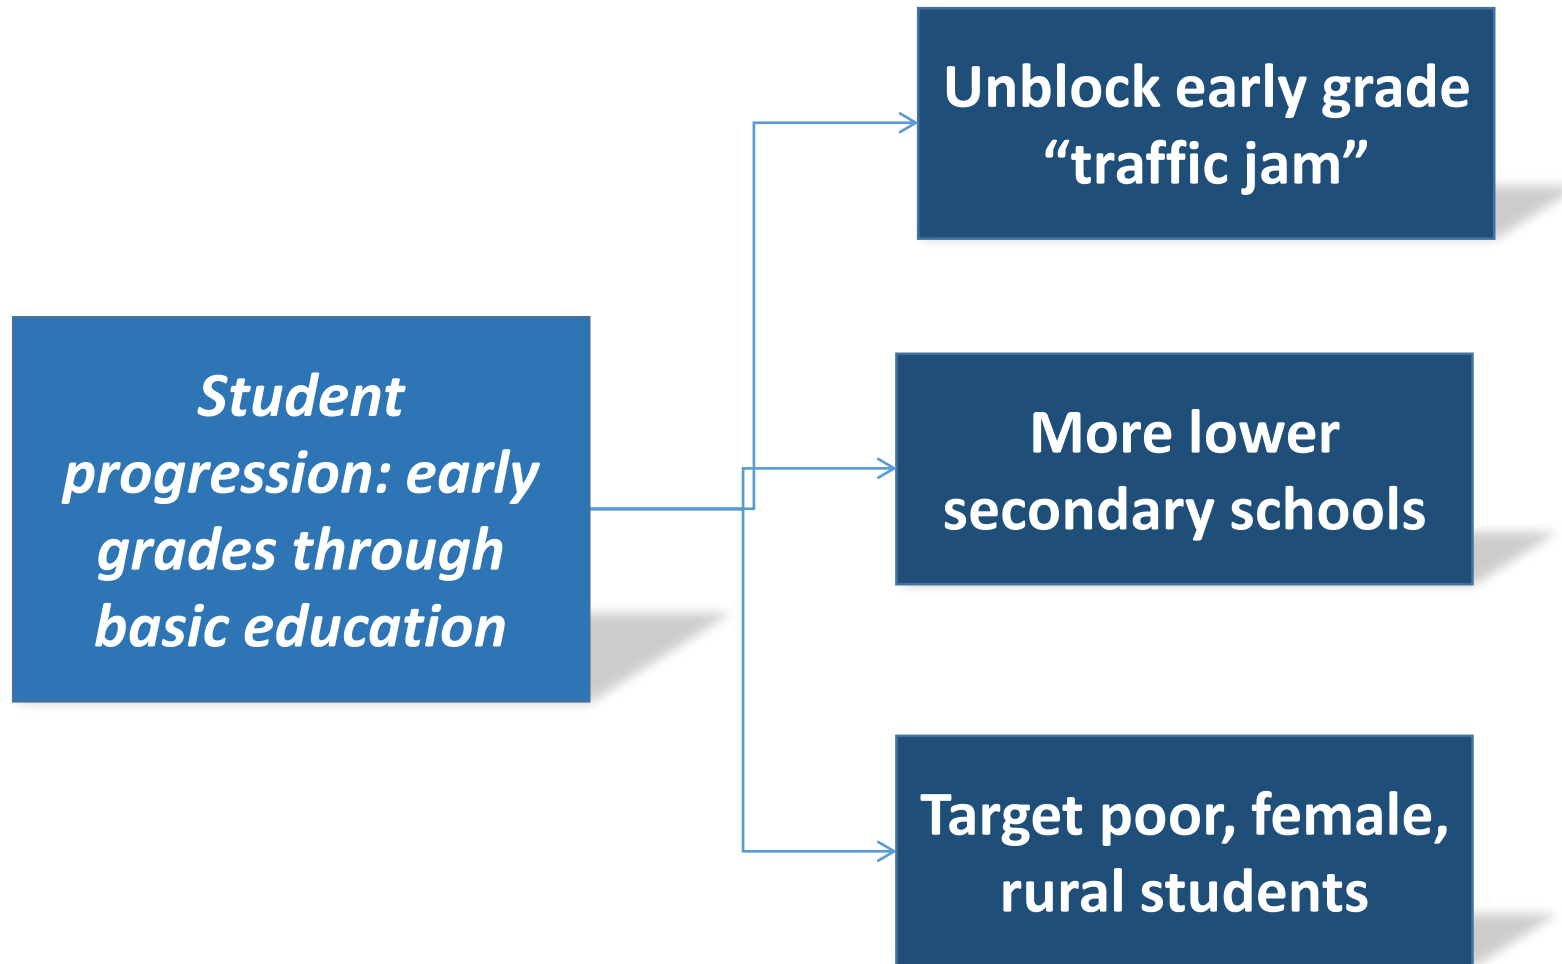 Unblock early grade
“traffic jam”
Student
progression: early
grades through
basic education
More lower
secondary schools
Target poor, female,
rural students